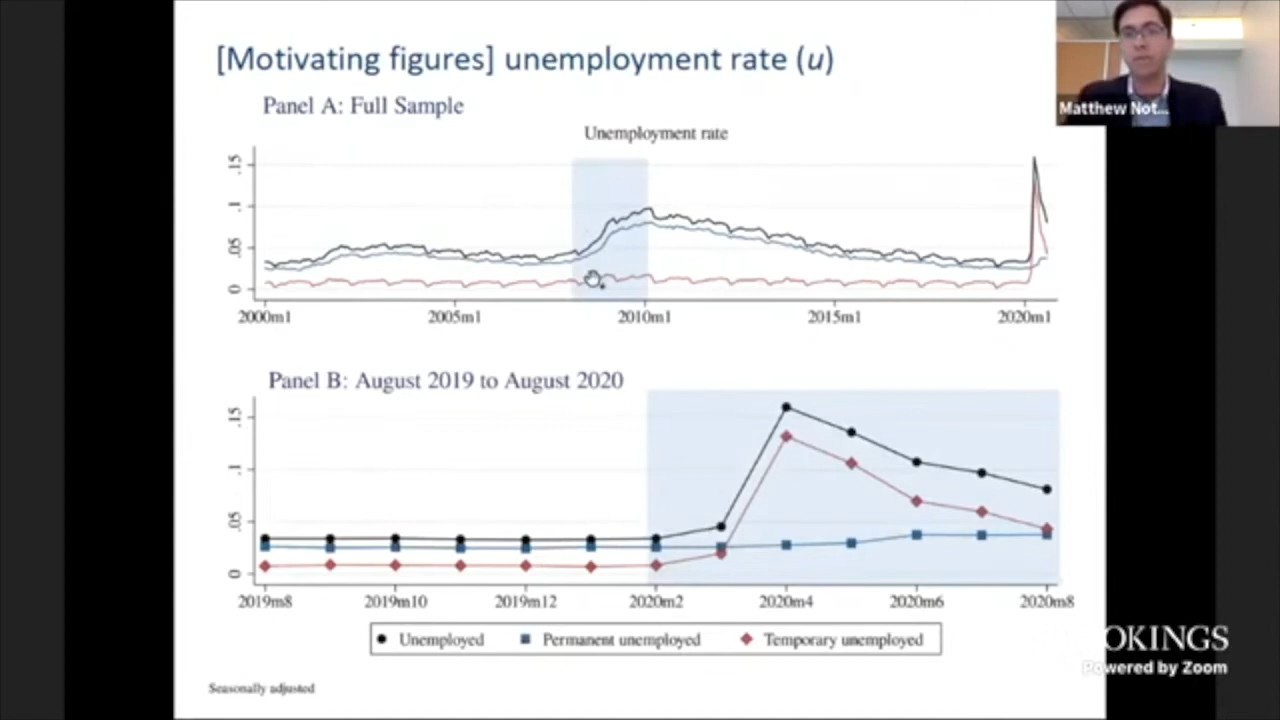 [Motivating figures] unemployment rate (u)
Matthew Not...
Panel A: Full Sample
Unemployment rate
.15
.1
.05
0
2000m1 2005m1 2010m1 2015m1 2020m1
Panel B: August 2019 to August 2020
.15
.1
.05
0
2019m8 2019m10 2019m12 2020m2 2020m4 2020m6 2020m8
Unemployed Permanent unemployed Temporary unemployed
OKINGS
Powered by Zoom
Seasonally adjusted